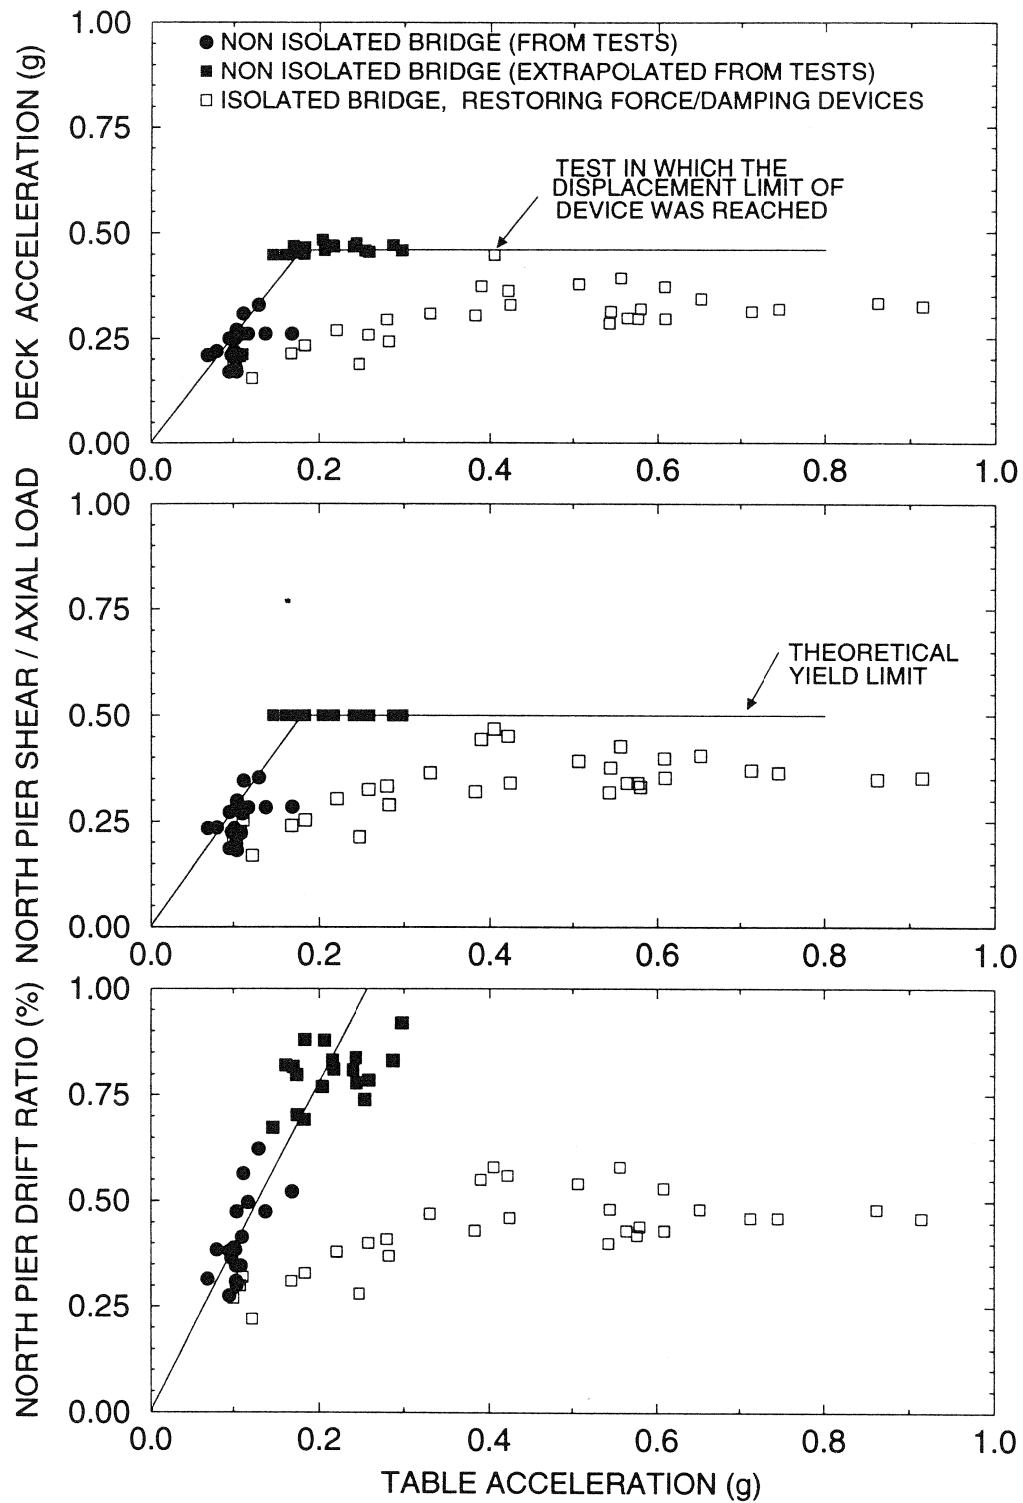 DECK ACCELERATION (g)
1.00
0.75
0.50
0.25
0.00
● NON ISOLATED BRIDGE (FROM TESTS)
■ NON ISOLATED BRIDGE (EXTRAPOLATED FROM TESTS)
□ ISOLATED BRIDGE, RESTORING FORCE/DAMPING DEVICES
TEST IN WHICH THE
DISPLACEMENT LIMIT OF
DEVICE WAS REACHED
0.0 0.2 0.4 0.6 0.8 1.0
NORTH PIER SHEAR / AXIAL LOAD
1.00
0.75
0.50
0.25
0.00
THEORETICAL
YIELD LIMIT
0.0 0.2 0.4 0.6 0.8 1.0
NORTH PIER DRIFT RATIO (%)
1.00
0.75
0.50
0.25
0.00
0.0 0.2 0.4 0.6 0.8 1.0
TABLE ACCELERATION (g)